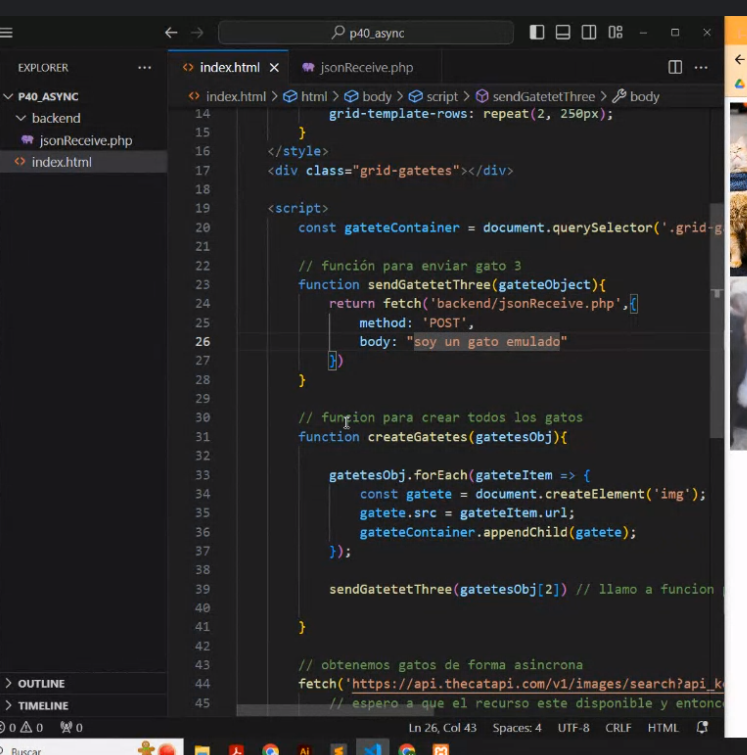 p40_async
EXPLORER
index.html
jsonReceive.php
P40_ASYNC
backend
jsonReceive.php
index.html
index.html > html > body > script > sendGatetetThree > body
14 grid-template-rows: repeat(2, 250px);
15 }
16 </style>
17 <div class="grid-gatetes"></div>
18
19 <script>
20 const gateteContainer = document.querySelector('.grid-g
21
22 // función para enviar gato 3
23 function sendGatetetThree(gateteObject){
24 return fetch('backend/jsonReceive.php',{
25 method: 'POST',
26 body: "soy un gato emulado"
27 })
28 }
29
30 // funcion para crear todos los gatos
31 function createGatetes(gatetesObj){
32
33 gatetesObj.forEach(gateteItem => {
34 const gatete = document.createElement('img');
35 gatete.src = gateteItem.url;
36 gateteContainer.appendChild(gatete);
37 });
38
39 sendGatetetThree(gatetesObj[2]) // llamo a funcion
40
41 }
42
43 // obtenemos gatos de forma asincrona
44 fetch('https://api.thecatapi.com/v1/images/search?api_k
45 // espero a que el recurso este disponible y entonc
OUTLINE
TIMELINE
0 0 0 Ln 26, Col 43 Spaces: 4 UTF-8 CRLF HTML
Buscar